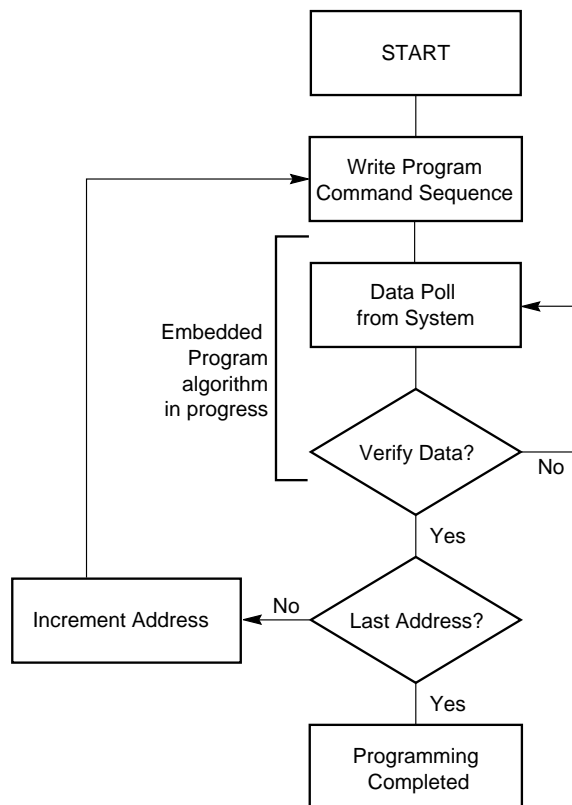 START
Write Program
Command Sequence
Data Poll
from System
Embedded
Program
algorithm
in progress
Verify Data?
No
Yes
Increment Address
No
Last Address?
Yes
Programming
Completed